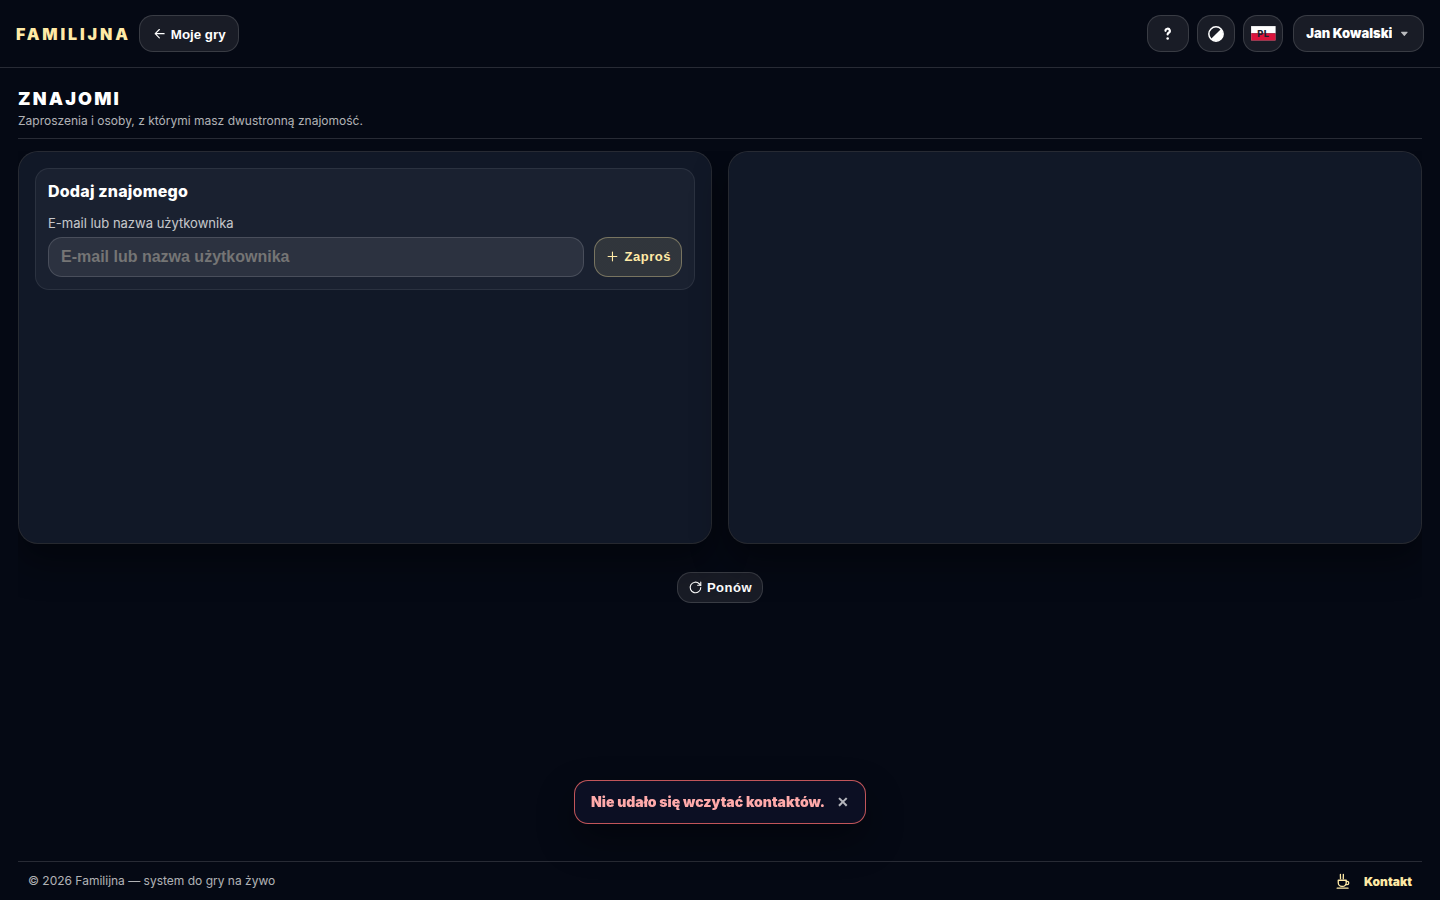 FAMILIJNA
Moje gry
?
PL
Jan Kowalski
ZNAJOMI
Zaproszenia i osoby, z którymi masz dwustronną znajomość.
Dodaj znajomego
E-mail lub nazwa użytkownika
E-mail lub nazwa użytkownika
Zaproś
Ponów
Nie udało się wczytać kontaktów.
© 2026 Familijna — system do gry na żywo
Kontakt